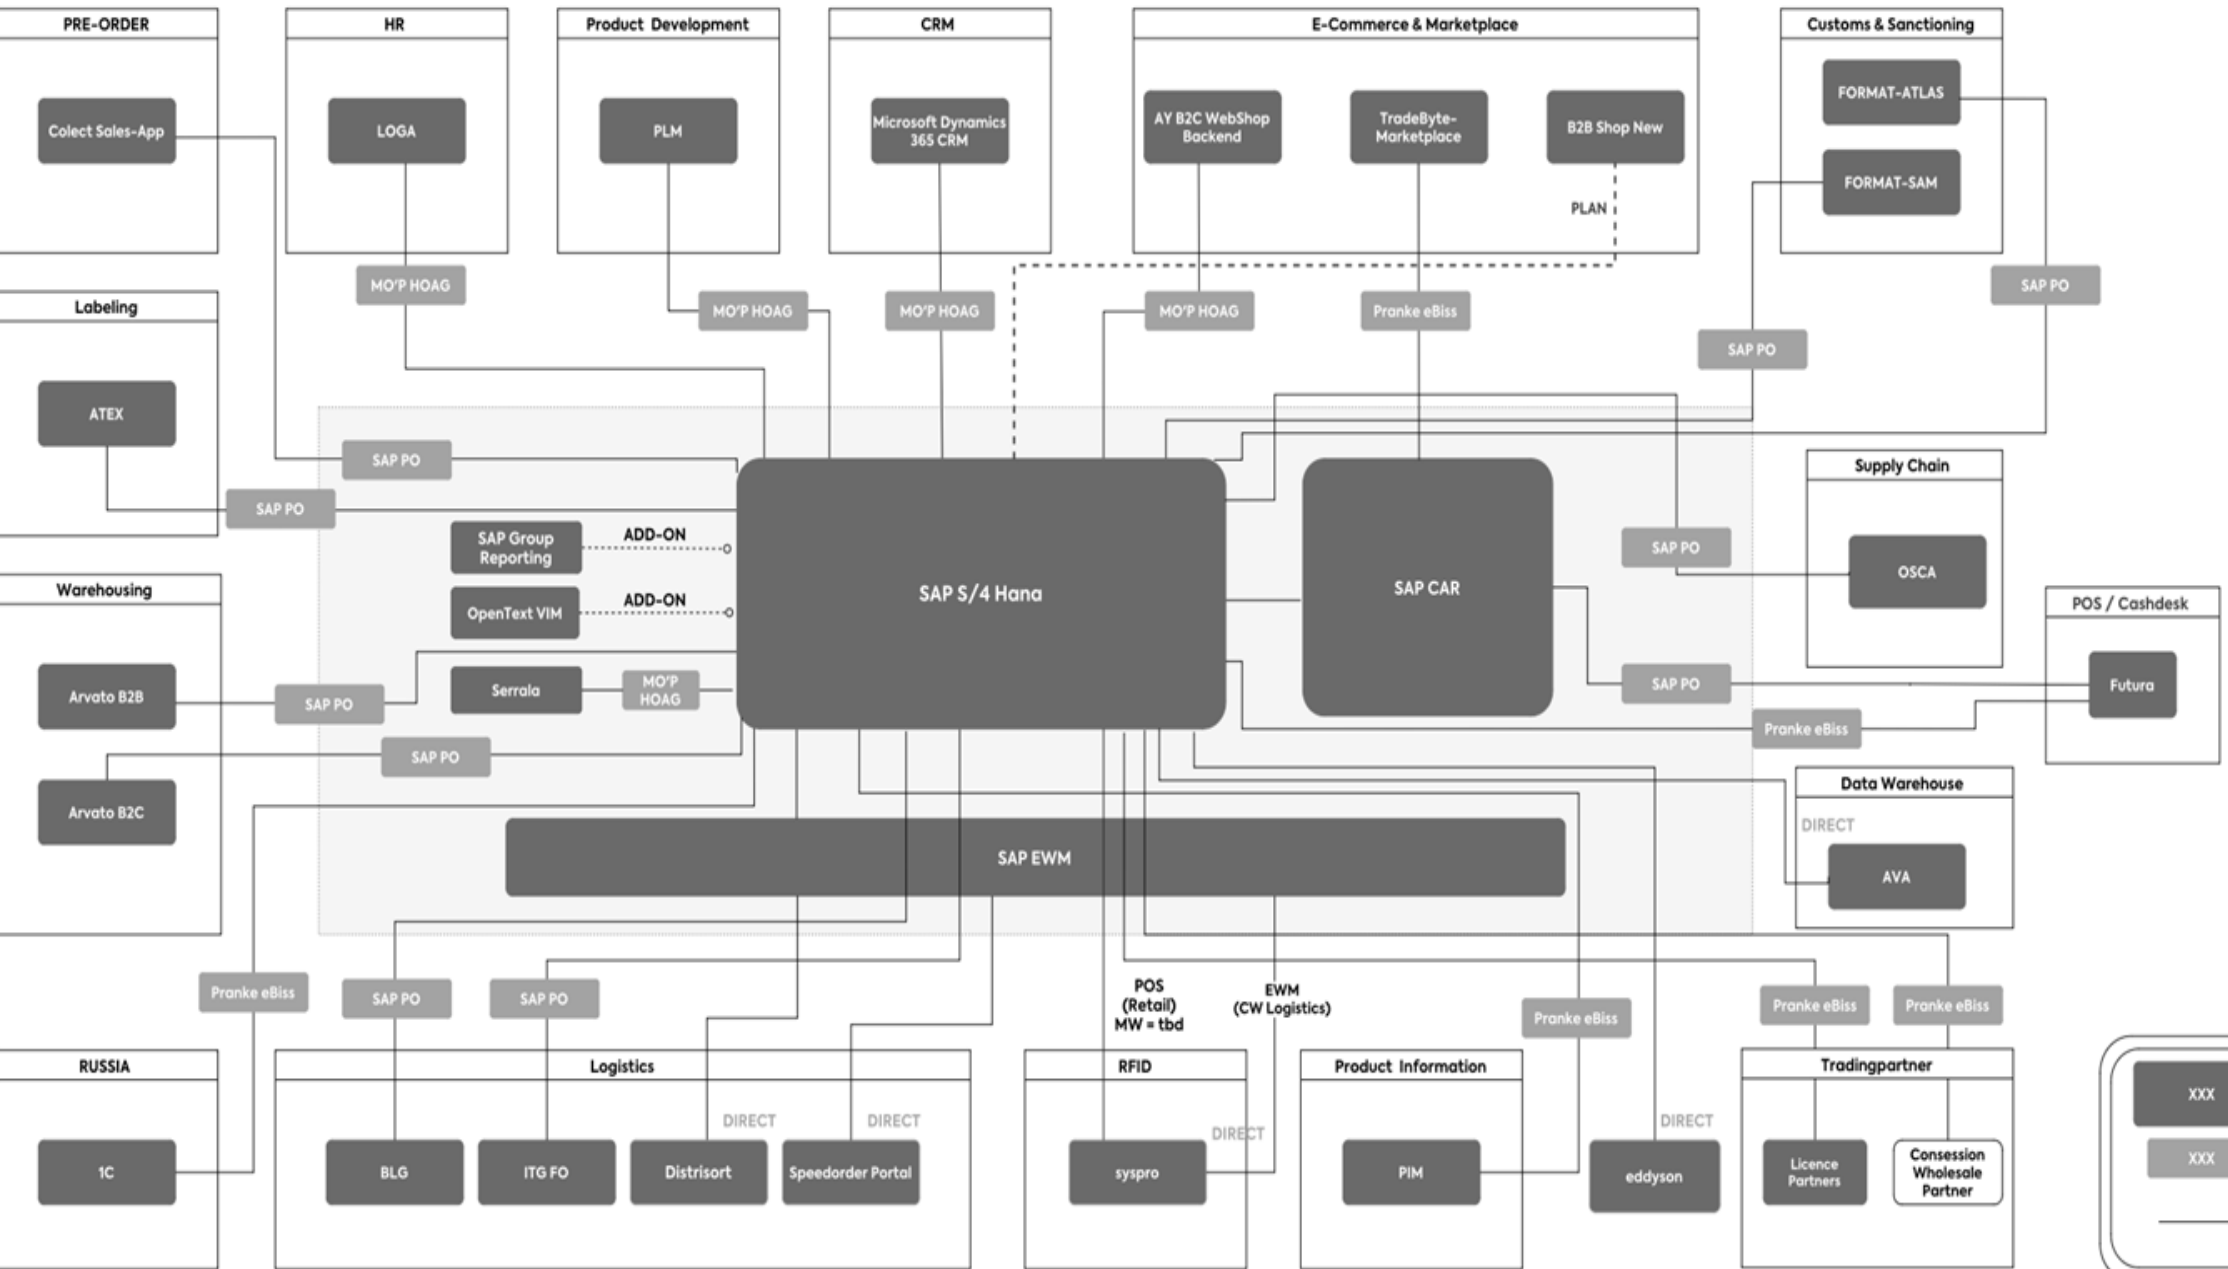 PRE-ORDER
HR
Product Development
CRM
E-Commerce & Marketplace
Customs & Sanctioning
Colect Sales-App
LOGA
PLM
Microsoft Dynamics
365 CRM
AY B2C WebShop
Backend
TradeByte-
Marketplace
B2B Shop New
FORMAT-ATLAS
FORMAT-SAM
PLAN
MO'P HOAG
MO'P HOAG
MO'P HOAG
MO'P HOAG
Pranke eBiss
SAP PO
SAP PO
Labeling
ATEX
SAP PO
SAP PO
SAP Group
Reporting
ADD-ON
OpenText VIM
ADD-ON
Serrala
MO'P
HOAG
SAP S/4 Hana
SAP CAR
SAP PO
SAP PO
Pranke eBiss
Supply Chain
OSCA
POS / Cashdesk
Futura
Warehousing
Arvato B2B
SAP PO
SAP PO
Arvato B2C
SAP EWM
Data Warehouse
DIRECT
AVA
Pranke eBiss
SAP PO
SAP PO
POS
(Retail)
MW = tbd
EWM
(CW Logistics)
Pranke eBiss
Pranke eBiss
Pranke eBiss
RUSSIA
1C
Logistics
BLG
ITG FO
DIRECT
Distrisort
DIRECT
Speedorder Portal
RFID
DIRECT
syspro
Product Information
PIM
DIRECT
eddyson
Tradingpartner
Licence
Partners
Consession
Wholesale
Partner
XXX
XXX